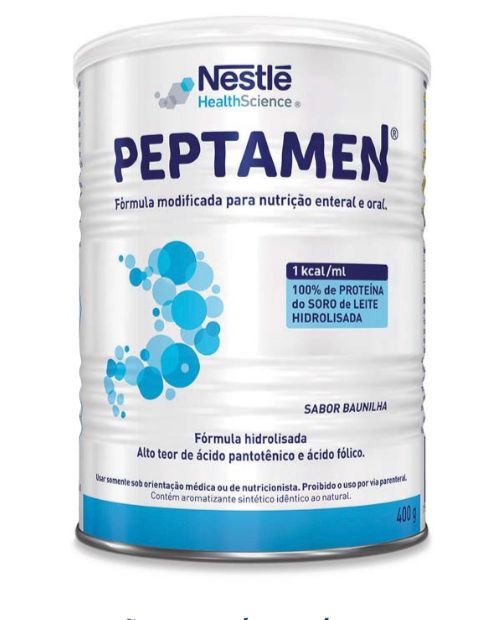 Nestlé
HealthScience®
PEPTAMEN®
Fórmula modificada para nutrição enteral e oral.
1 kcal/ml
100% de PROTEÍNA
do SORO de LEITE
HIDROLISADA
SABOR BAUNILHA
Fórmula hidrolisada
Alto teor de ácido pantotênico e ácido fólico.
Usar somente sob orientação médica ou de nutricionista. Proibido o uso por via parenteral.
Contém aromatizante sintético idêntico ao natural.
400 g